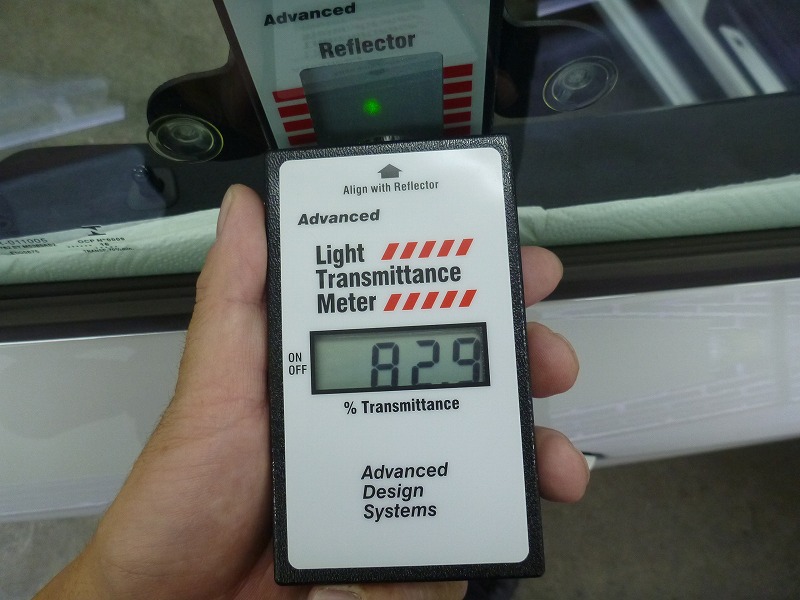 Advanced
Reflector
Align with Reflector
Advanced
Light
Transmittance
Meter
ON
OFF
82.9
% Transmittance
Advanced
Design
Systems